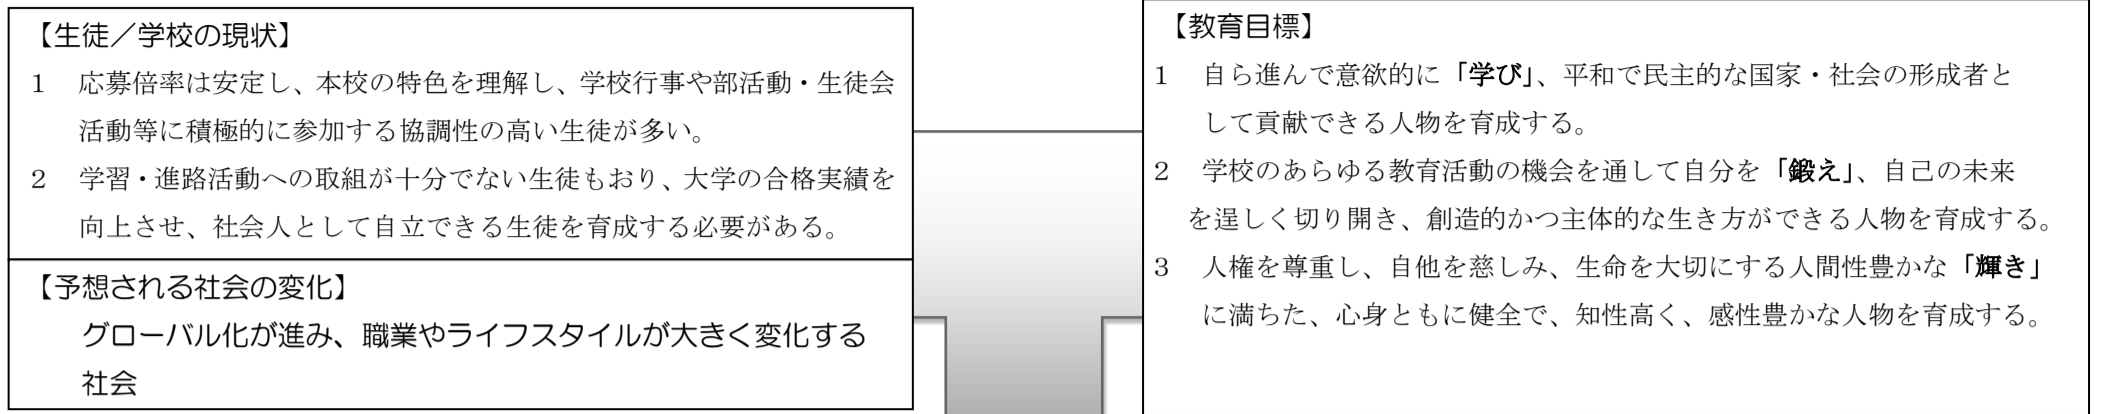 【生徒／学校の現状】
１　応募倍率は安定し、本校の特色を理解し、学校行事や部活動・生徒会
活動等に積極的に参加する協調性の高い生徒が多い。
２　学習・進路活動への取組が十分でない生徒もおり、大学の合格実績を
向上させ、社会人として自立できる生徒を育成する必要がある。
【予想される社会の変化】
グローバル化が進み、職業やライフスタイルが大きく変化する
社会
【教育目標】
１　自ら進んで意欲的に「学び」、平和で民主的な国家・社会の形成者と
して貢献できる人物を育成する。
２　学校のあらゆる教育活動の機会を通して自分を「鍛え」、自己の未来
を逞しく切り開き、創造的かつ主体的な生き方ができる人物を育成する。
３　人権を尊重し、自他を慈しみ、生命を大切にする人間性豊かな「輝き」
に満ちた、心身ともに健全で、知性高く、感性豊かな人物を育成する。